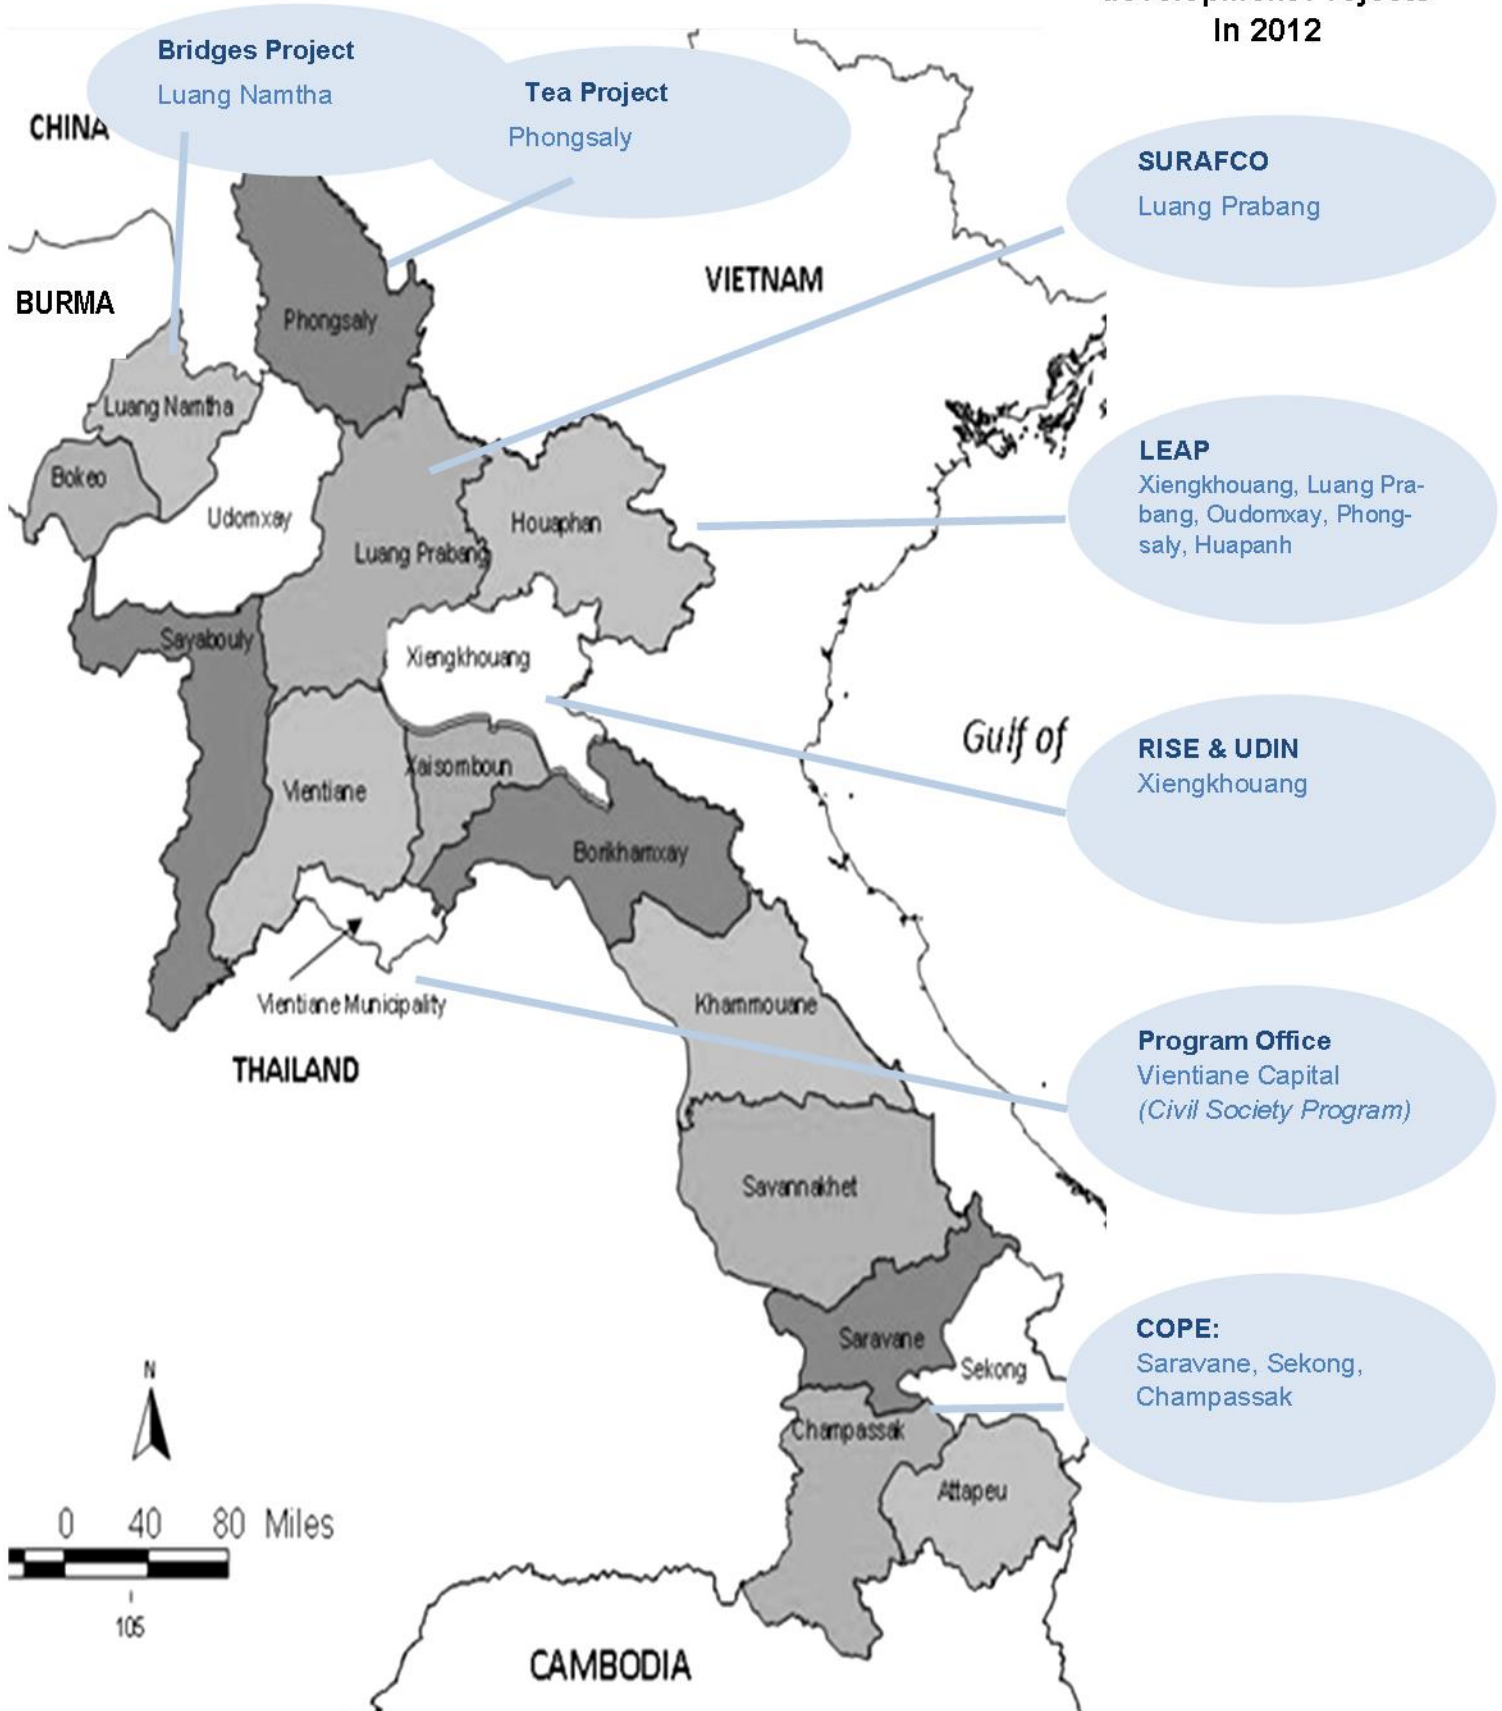 In 2012
Bridges Project
Luang Namtha
Tea Project
Phongsaly
CHINA
SURAFCO
Luang Prabang
VIETNAM
BURMA
Phongsaly
Luang Namtha
LEAP
Xiengkhouang, Luang Pra-
bang, Oudomxay, Phong-
saly, Huapanh
Bokeo
Udomxay
Houaphan
Luang Prabang
Sayabouly
Xiengkhouang
Gulf of
RISE & UDIN
Xiengkhouang
Xaisomboun
Vientiane
Borikhamxay
Khammouane
Vientiane Municipality
Program Office
Vientiane Capital
(Civil Society Program)
THAILAND
Savannakhet
COPE:
Saravane, Sekong,
Champassak
Saravane
Sekong
Champassak
Attapeu
N
0 40 80 Miles
105
CAMBODIA